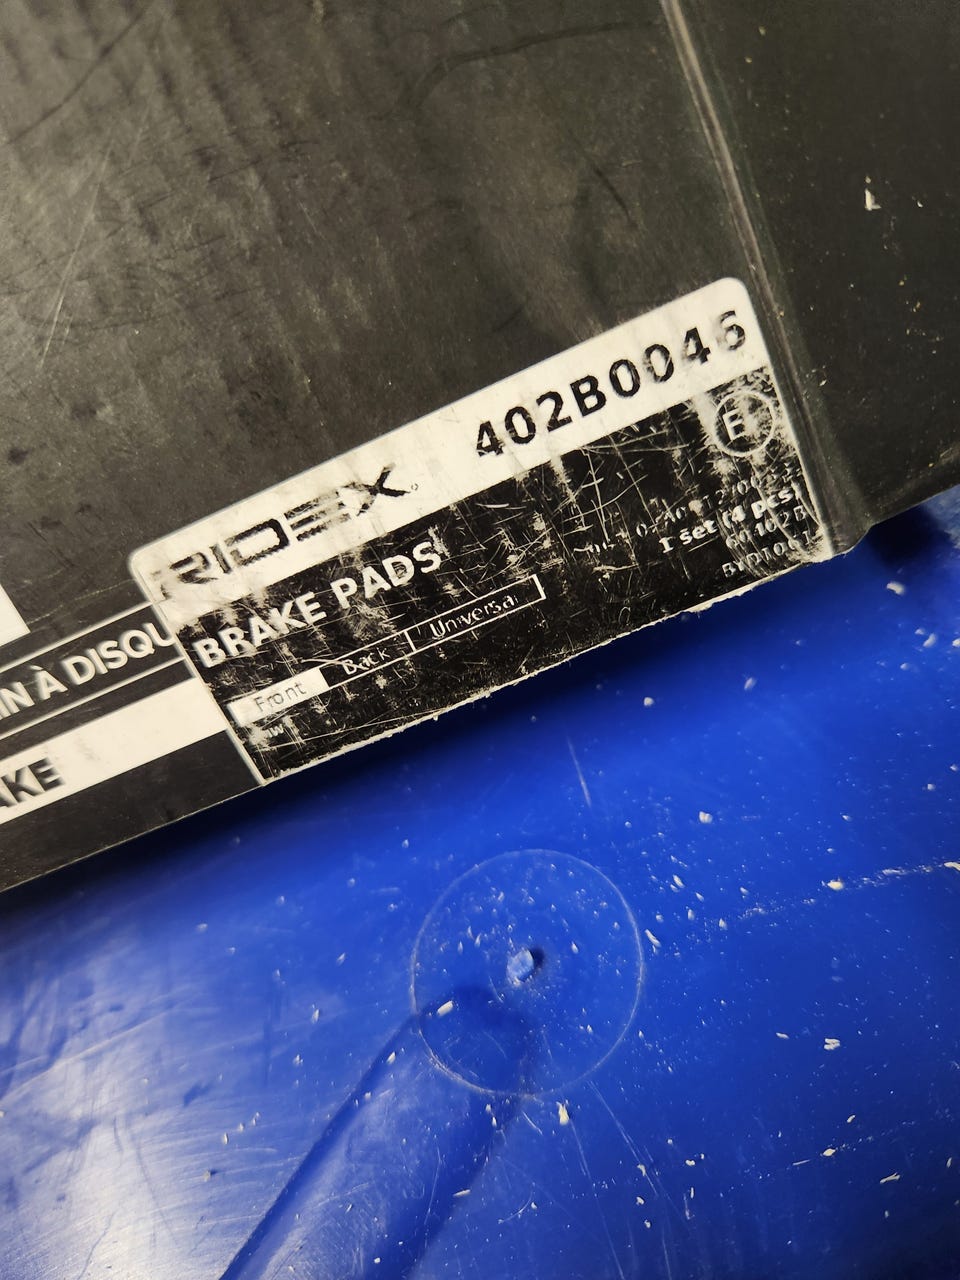 RIDEX 402B0046
E
BRAKE PADS
1 set (4 pcs)
Front Back Universal
IN À DISQU
AKE